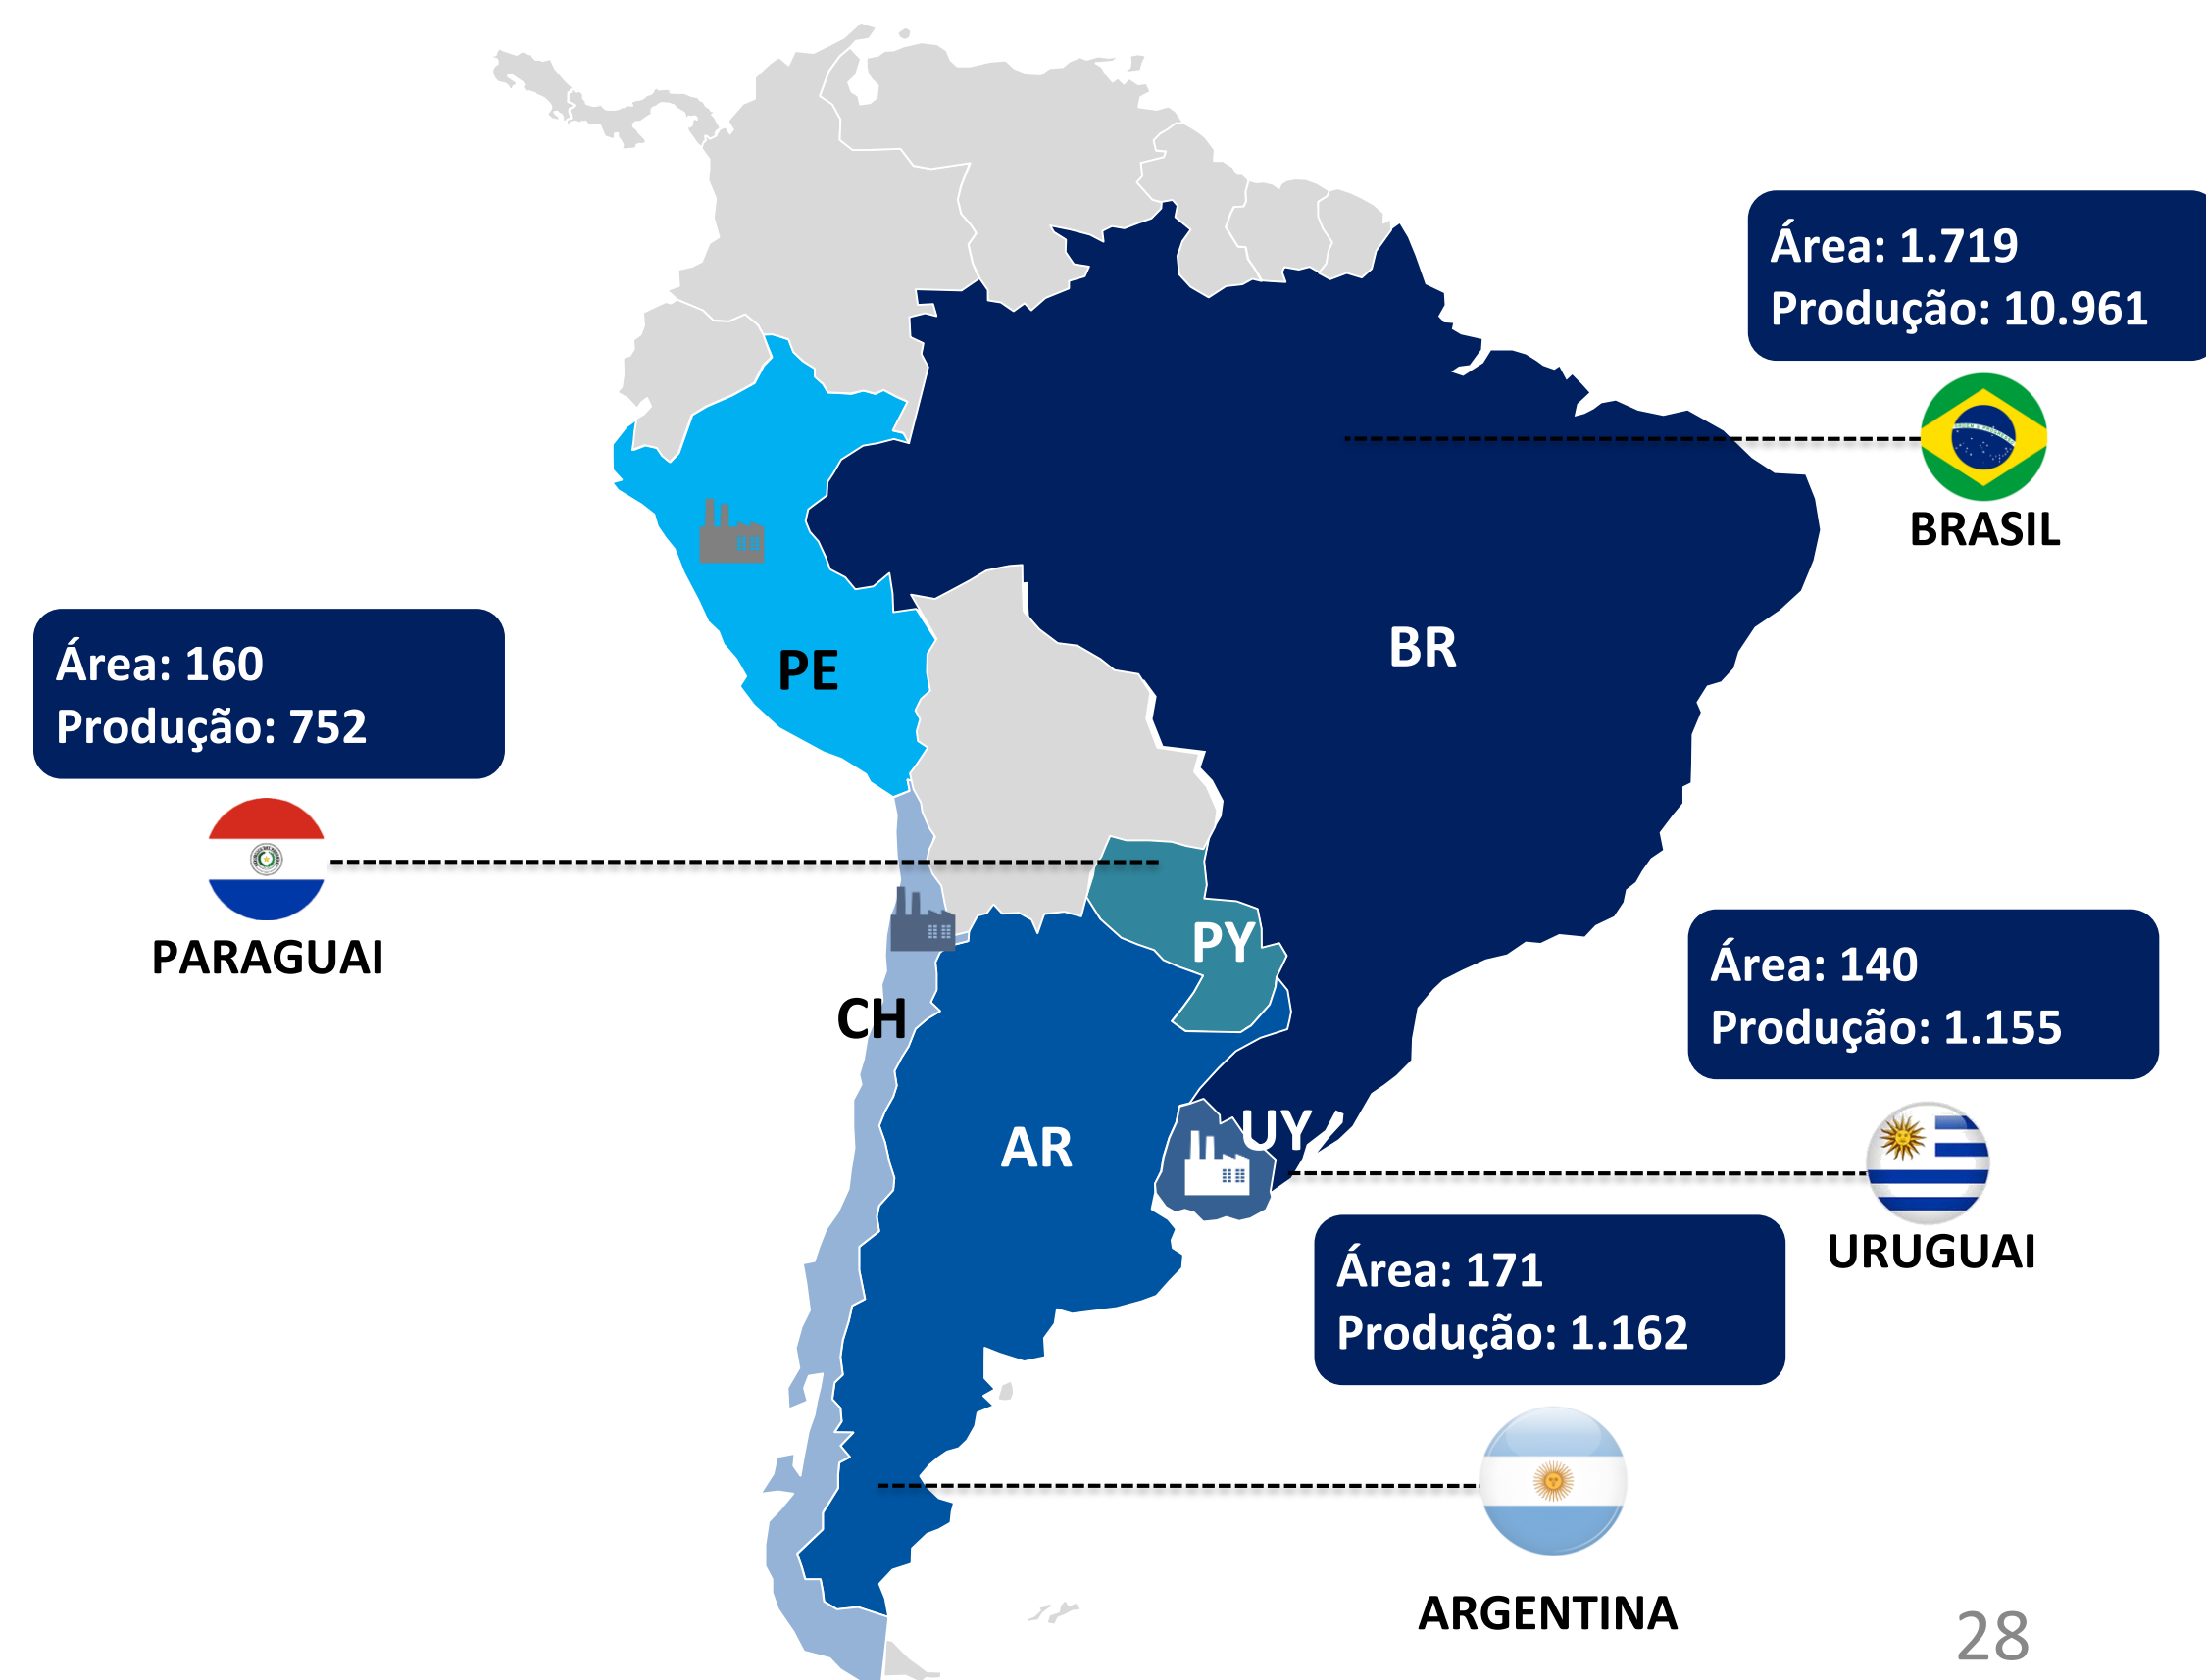 Área: 1.719
Produção: 10.961
BRASIL
BR
PE
Área: 160
Produção: 752
PARAGUAI
PY
CH
Área: 140
Produção: 1.155
URUGUAI
UY
AR
Área: 171
Produção: 1.162
ARGENTINA
28